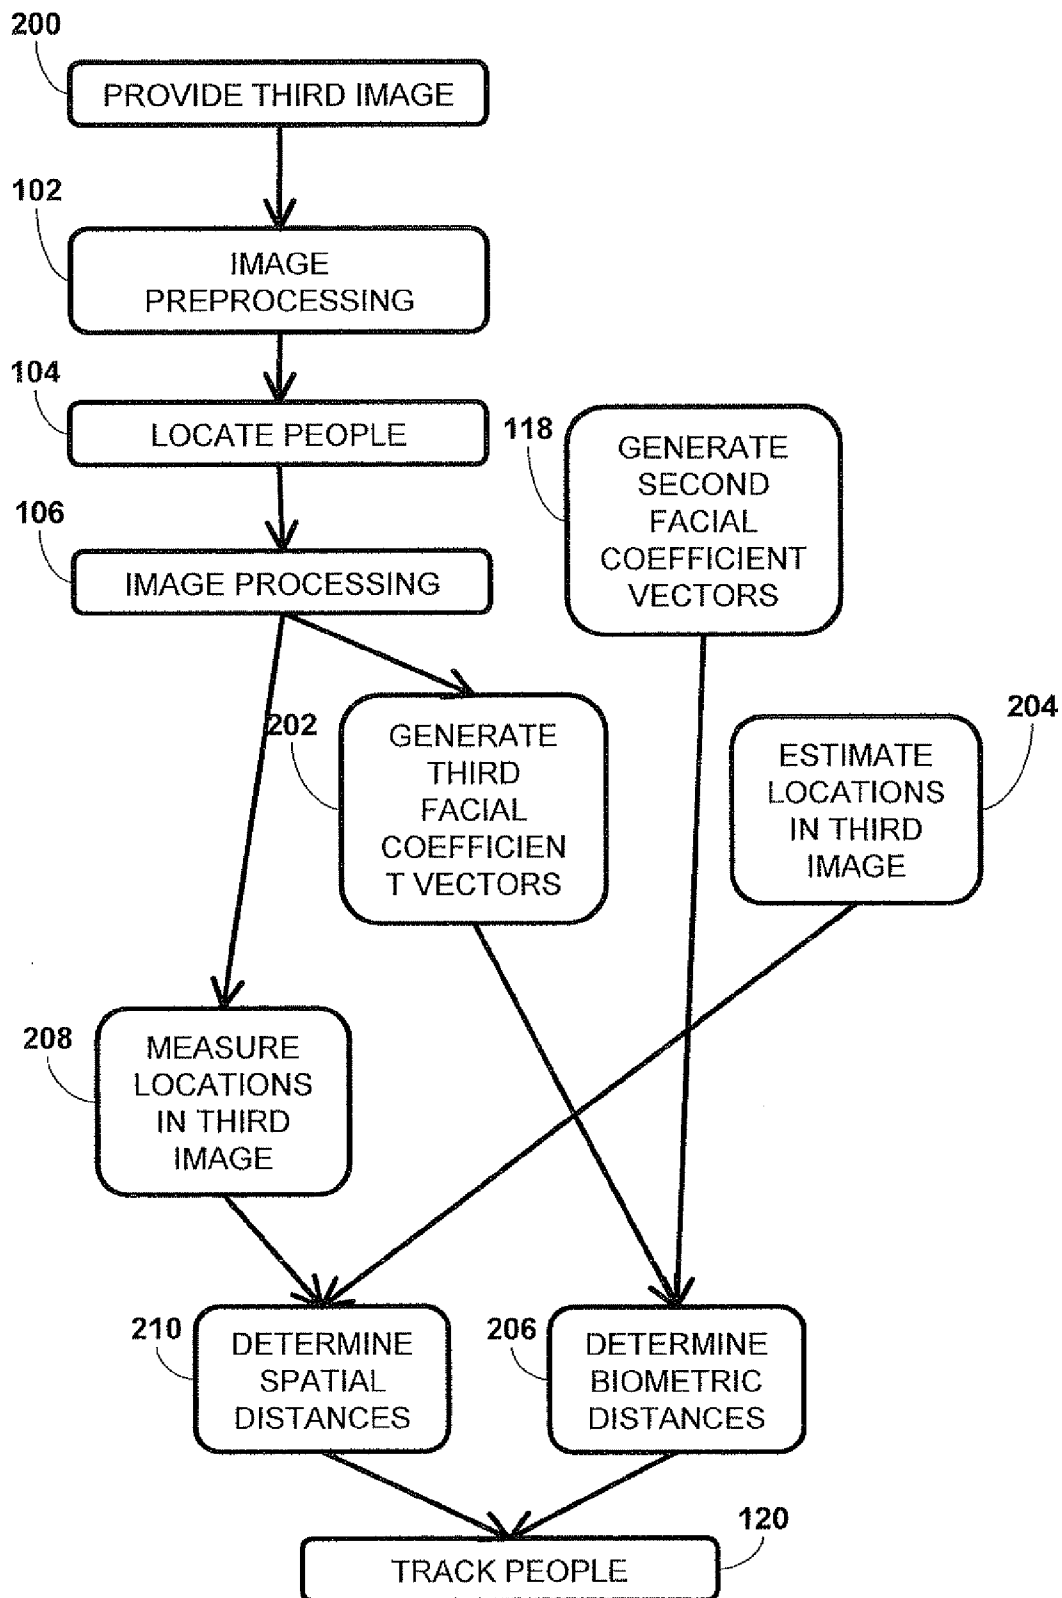 200
PROVIDE THIRD IMAGE
102
IMAGE
PREPROCESSING
104
LOCATE PEOPLE
118
GENERATE
SECOND
FACIAL
COEFFICIENT
VECTORS
106
IMAGE PROCESSING
202
GENERATE
THIRD
FACIAL
COEFFICIEN
T VECTORS
204
ESTIMATE
LOCATIONS
IN THIRD
IMAGE
208
MEASURE
LOCATIONS
IN THIRD
IMAGE
210
DETERMINE
SPATIAL
DISTANCES
206
DETERMINE
BIOMETRIC
DISTANCES
120
TRACK PEOPLE